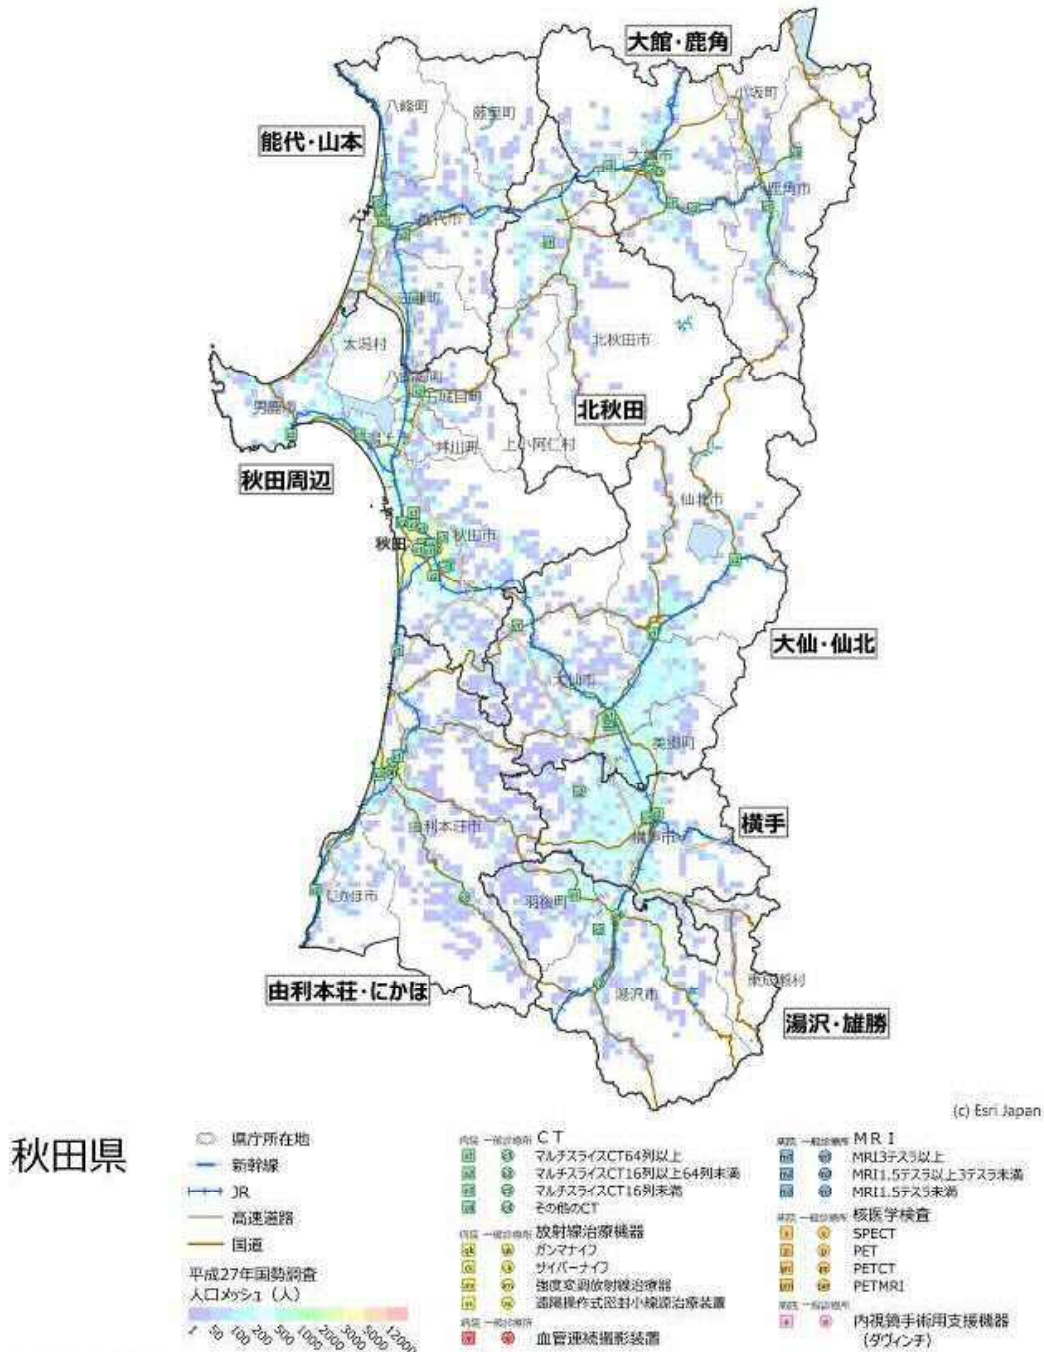 大館・鹿角
小坂町
八峰町
藤里町
能代・山本
大館市
鹿角市
能代市
三種町
大潟村
北秋田市
八郎潟町
五城目町
男鹿市
北秋田
井川町
上小阿仁村
秋田周辺
仙北市
秋田
秋田市
大仙・仙北
大仙市
美郷町
横手
横手市
由利本荘市
にかほ市
羽後町
由利本荘・にかほ
湯沢市
東成瀬村
湯沢・雄勝
(c) Esri Japan
秋田県
県庁所在地
新幹線
JR
高速道路
国道
平成27年国勢調査
人口メッシュ（人）
1 50 100 200 500 1000 2000 3000 5000 12000
病院 一般診療所 CT
マルチスライスCT64列以上
マルチスライスCT16列以上64列未満
マルチスライスCT16列未満
その他のCT
病院 一般診療所 放射線治療機器
ガンマナイフ
サイバーナイフ
強度変調放射線治療器
遠隔操作式密封小線源治療装置
病院 一般診療所
血管連続撮影装置
病院 一般診療所 MRI
MRI3テスラ以上
MRI1.5テスラ以上3テスラ未満
MRI1.5テスラ未満
病院 一般診療所 核医学検査
SPECT
PET
PETCT
PETMRI
病院 一般診療所
内視鏡手術用支援機器
（ダヴィンチ）